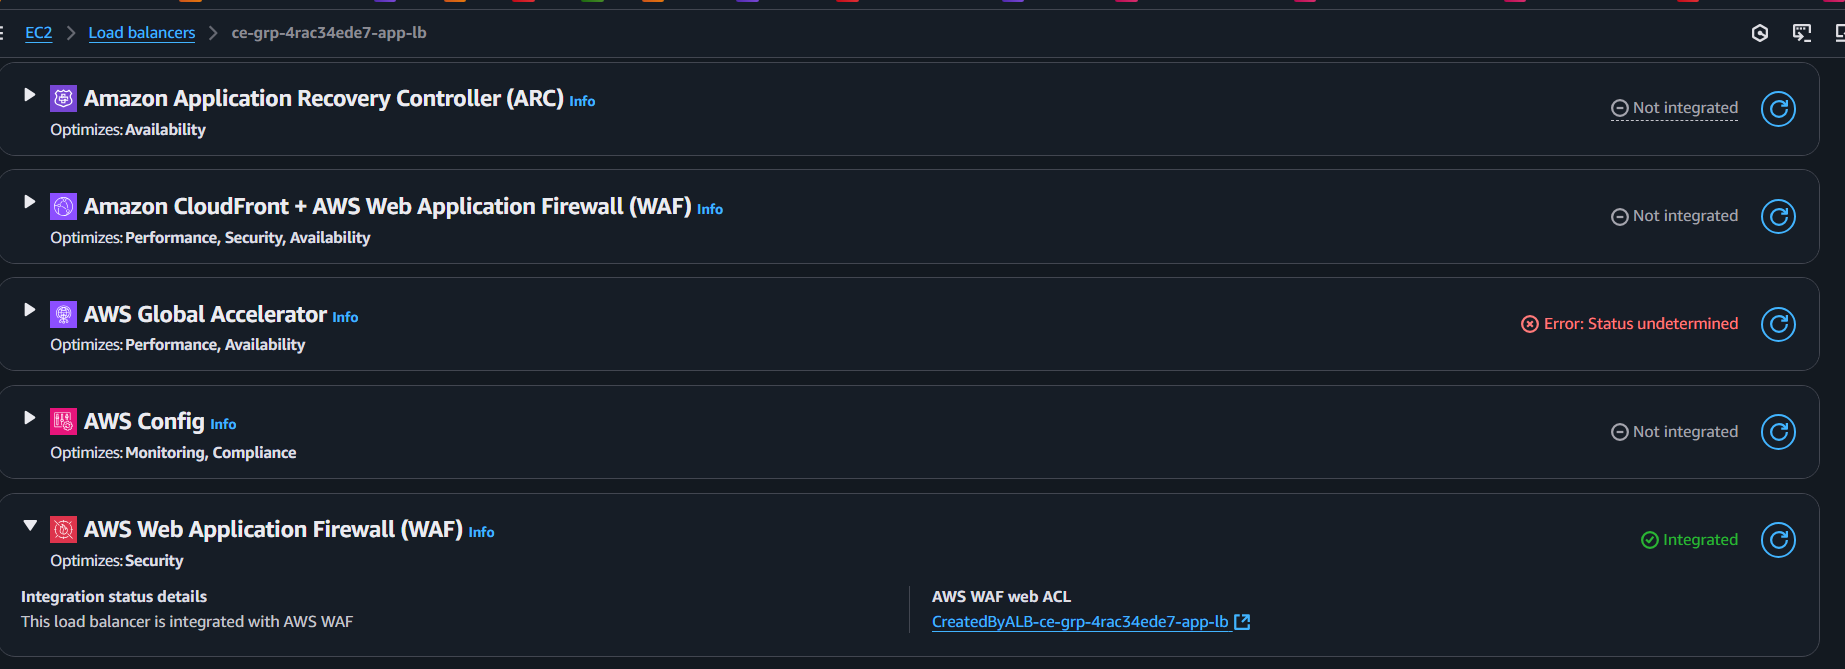 EC2 > Load balancers > ce-grp-4rac34ede7-app-lb
Amazon Application Recovery Controller (ARC) Info
Optimizes: Availability
Not integrated
Amazon CloudFront + AWS Web Application Firewall (WAF) Info
Optimizes: Performance, Security, Availability
Not integrated
AWS Global Accelerator Info
Optimizes: Performance, Availability
Error: Status undetermined
AWS Config Info
Optimizes: Monitoring, Compliance
Not integrated
AWS Web Application Firewall (WAF) Info
Optimizes: Security
Integrated
Integration status details
This load balancer is integrated with AWS WAF
AWS WAF web ACL
CreatedByALB-ce-grp-4rac34ede7-app-lb